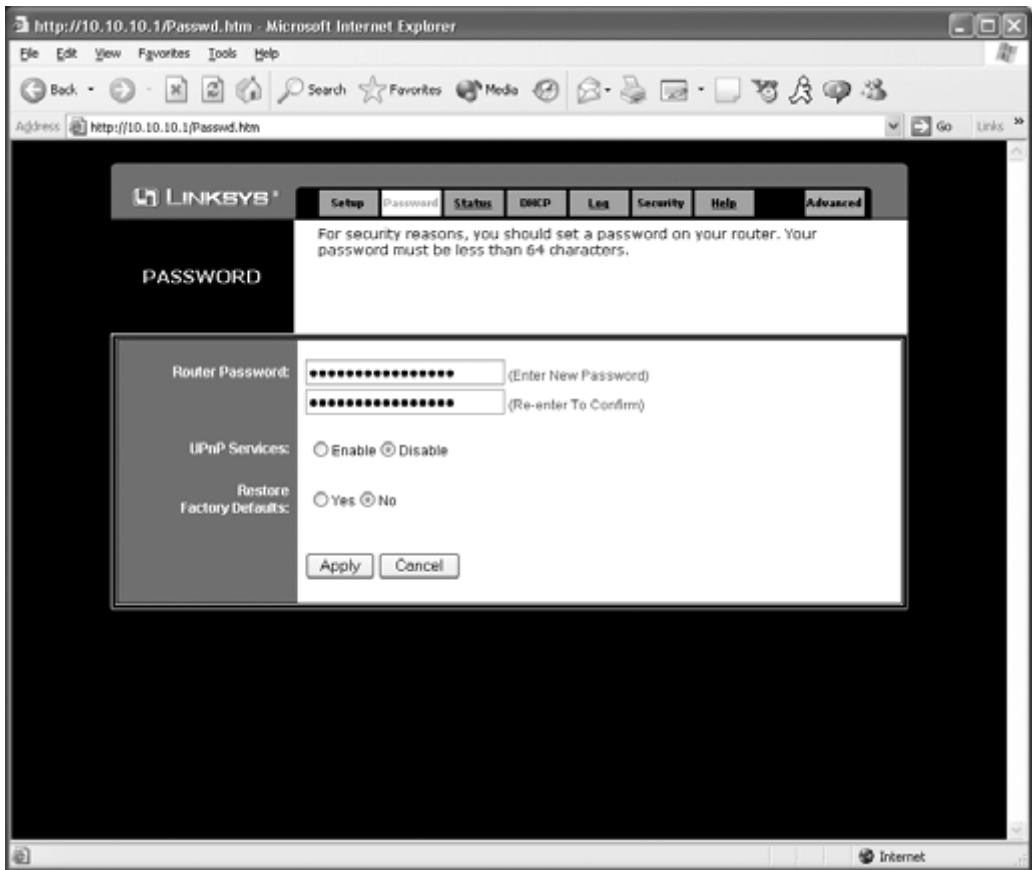 http://10.10.10.1/Passwd.htm - Microsoft Internet Explorer
File Edit View Favorites Tools Help
Back Search Favorites Media
Address http://10.10.10.1/Passwd.htm Go Links »
LINKSYS®
Setup Password Status DHCP Log Security Help Advanced
PASSWORD
For security reasons, you should set a password on your router. Your
password must be less than 64 characters.
Router Password: •••••••••••••••• (Enter New Password)
•••••••••••••••• (Re-enter To Confirm)
UPnP Services: Enable Disable
Restore
Factory Defaults: Yes No
Apply Cancel
Internet